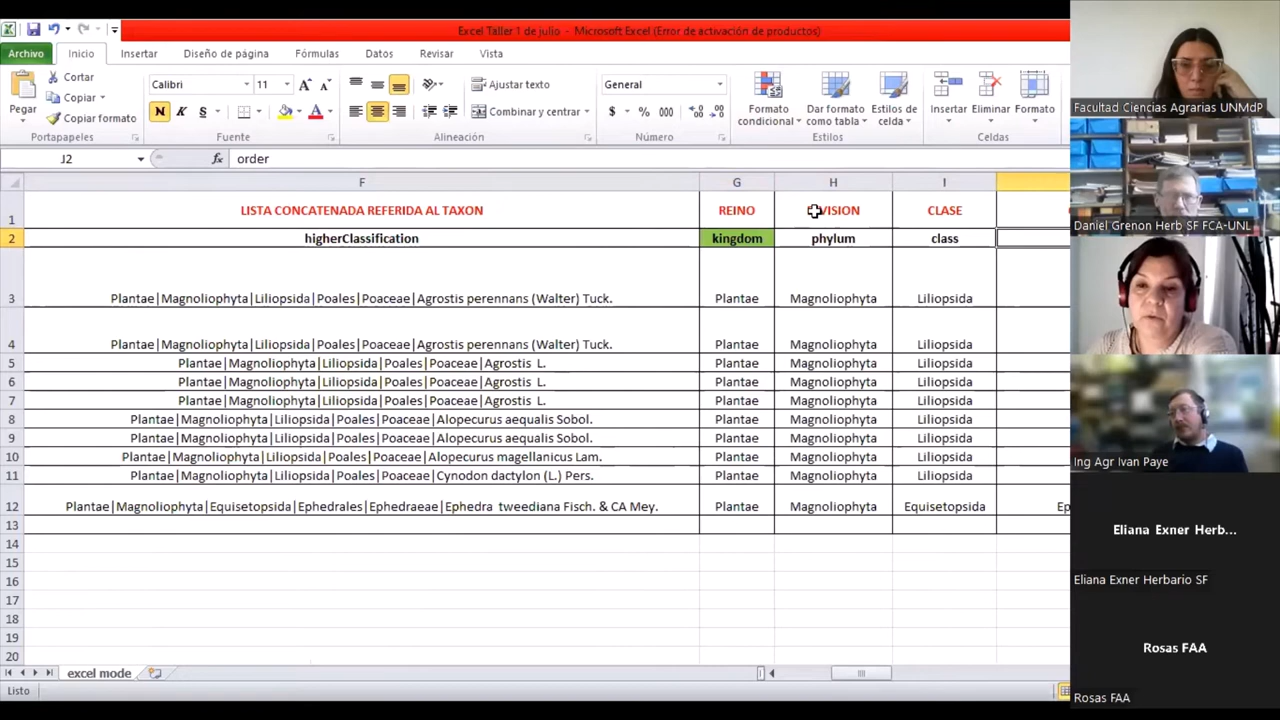 Excel Taller 1 de julio - Microsoft Excel (Error de activación de productos)
Archivo Inicio Insertar Diseño de página Fórmulas Datos Revisar Vista
Pegar
Cortar
Copiar
Copiar formato
Portapapeles
Calibri 11
N K S
A A A
Fuente
Ajustar texto
Combinar y centrar
Alineación
General
$ % 000
Número
Formato condicional
Dar formato como tabla
Estilos de celda
Estilos
Insertar Eliminar Formato
Celdas
J2 fx order
F G H I
1 LISTA CONCATENADA REFERIDA AL TAXON REINO VISION CLASE
2 higherClassification kingdom phylum class
3 Plantae|Magnoliophyta|Liliopsida|Poales|Poaceae|Agrostis perennans (Walter) Tuck. Plantae Magnoliophyta Liliopsida
4 Plantae|Magnoliophyta|Liliopsida|Poales|Poaceae|Agrostis perennans (Walter) Tuck. Plantae Magnoliophyta Liliopsida
5 Plantae|Magnoliophyta|Liliopsida|Poales|Poaceae|Agrostis L. Plantae Magnoliophyta Liliopsida
6 Plantae|Magnoliophyta|Liliopsida|Poales|Poaceae|Agrostis L. Plantae Magnoliophyta Liliopsida
7 Plantae|Magnoliophyta|Liliopsida|Poales|Poaceae|Agrostis L. Plantae Magnoliophyta Liliopsida
8 Plantae|Magnoliophyta|Liliopsida|Poales|Poaceae|Alopecurus aequalis Sobol. Plantae Magnoliophyta Liliopsida
9 Plantae|Magnoliophyta|Liliopsida|Poales|Poaceae|Alopecurus aequalis Sobol. Plantae Magnoliophyta Liliopsida
10 Plantae|Magnoliophyta|Liliopsida|Poales|Poaceae|Alopecurus magellanicus Lam. Plantae Magnoliophyta Liliopsida
11 Plantae|Magnoliophyta|Liliopsida|Poales|Poaceae|Cynodon dactylon (L.) Pers. Plantae Magnoliophyta Liliopsida
12 Plantae|Magnoliophyta|Equisetopsida|Ephedrales|Ephedraeae|Ephedra tweediana Fisch. & CA Mey. Plantae Magnoliophyta Equisetopsida Ep
13
14
15
16
17
18
19
20
excel mode
Listo
Facultad Ciencias Agrarias UNMdP
Daniel Grenon Herb SF FCA-UNL
Ing Agr Ivan Paye
Eliana Exner Herb...
Eliana Exner Herbario SF
Rosas FAA
Rosas FAA